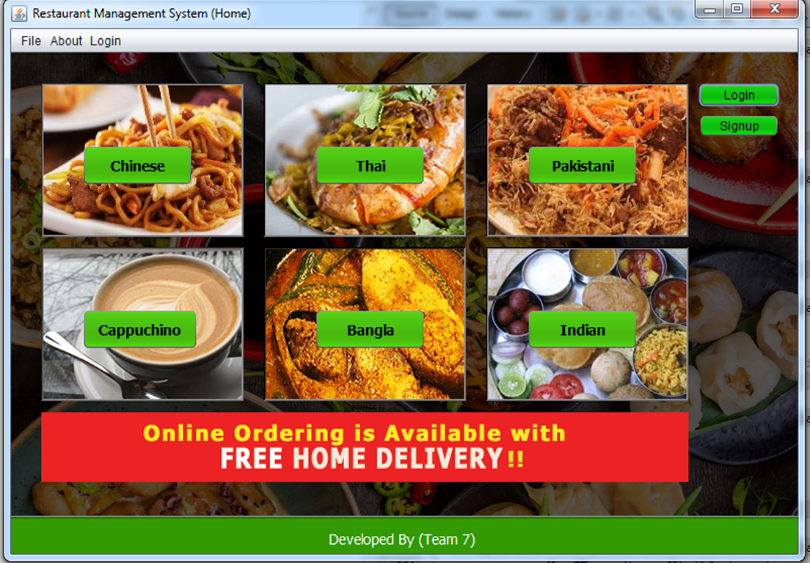 Restaurant Management System (Home)
File About Login
Login
Signup
Chinese
Thai
Pakistani
Cappuchino
Bangla
Indian
Online Ordering is Available with
FREE HOME DELIVERY!!
Developed By (Team 7)